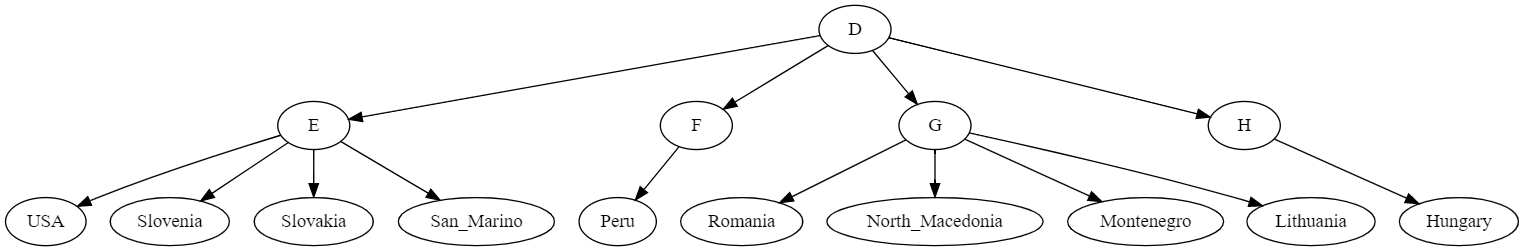 D
E
F
G
H
USA
Slovenia
Slovakia
San_Marino
Peru
Romania
North_Macedonia
Montenegro
Lithuania
Hungary